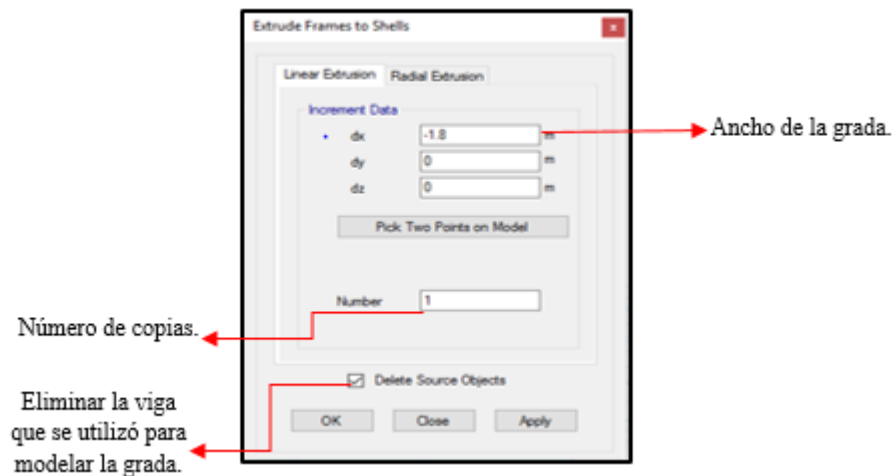 Extrude Frames to Shells
Linear Extrusion Radial Extrusion
Increment Data
dx -1.8 m
Ancho de la grada.
dy 0 m
dz 0 m
Pick Two Points on Model
Number 1
Número de copias.
Delete Source Objects
Eliminar la viga
que se utilizó para
modelar la grada.
OK Close Apply